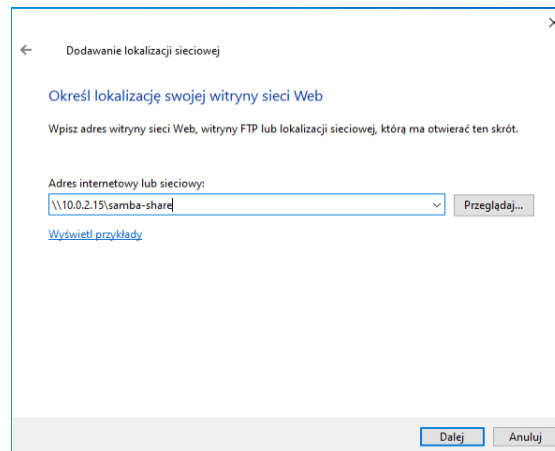 Dodawanie lokalizacji sieciowej
Określ lokalizację swojej witryny sieci Web
Wpisz adres witryny sieci Web, witryny FTP lub lokalizacji sieciowej, którą ma otwierać ten skrót.
Adres internetowy lub sieciowy:
\\10.0.2.15\samba-share
Przeglądaj...
Wyświetl przykłady
Dalej
Anuluj